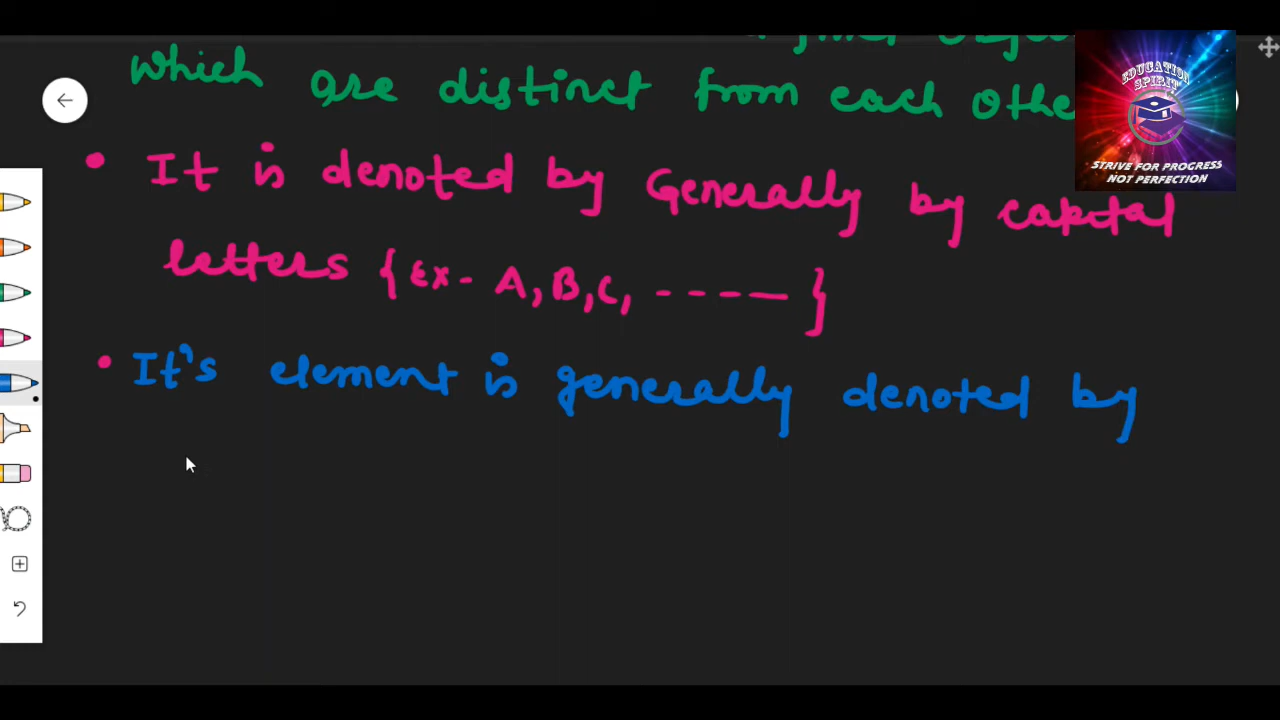 which are distinct from each othe
• It is denoted by Generally by capital
letters {Ex- A, B, C, -----}
• It's element is generally denoted by
EDUCATION
SPIRIT
STRIVE FOR PROGRESS
NOT PERFECTION